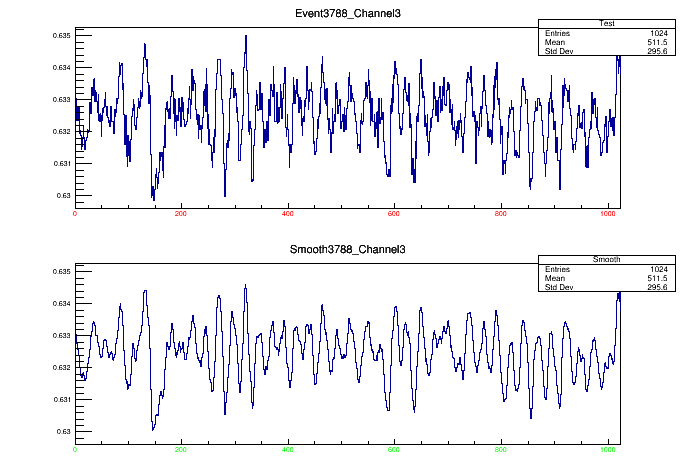 Event3788_Channel3
Test
Entries 1024
Mean 511.5
Std Dev 295.6
0.635
0.634
0.633
0.632
0.631
0.63
0 200 400 600 800 1000
Smooth3788_Channel3
Smooth
Entries 1024
Mean 511.5
Std Dev 295.6
0.635
0.634
0.633
0.632
0.631
0.63
0 200 400 600 800 1000